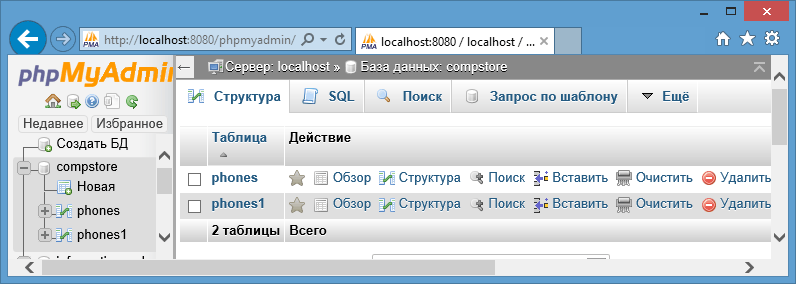 http://localhost:8080/phpmyadmin/
PMA
localhost:8080 / localhost / ...
phpMyAdmin
Недавнее Избранное
Создать БД
compstore
Новая
phones
phones1
Сервер: localhost » База данных: compstore
Структура SQL Поиск Запрос по шаблону Ещё
Таблица Действие
phones Обзор Структура Поиск Вставить Очистить Удалить
phones1 Обзор Структура Поиск Вставить Очистить Удалить
2 таблицы Всего